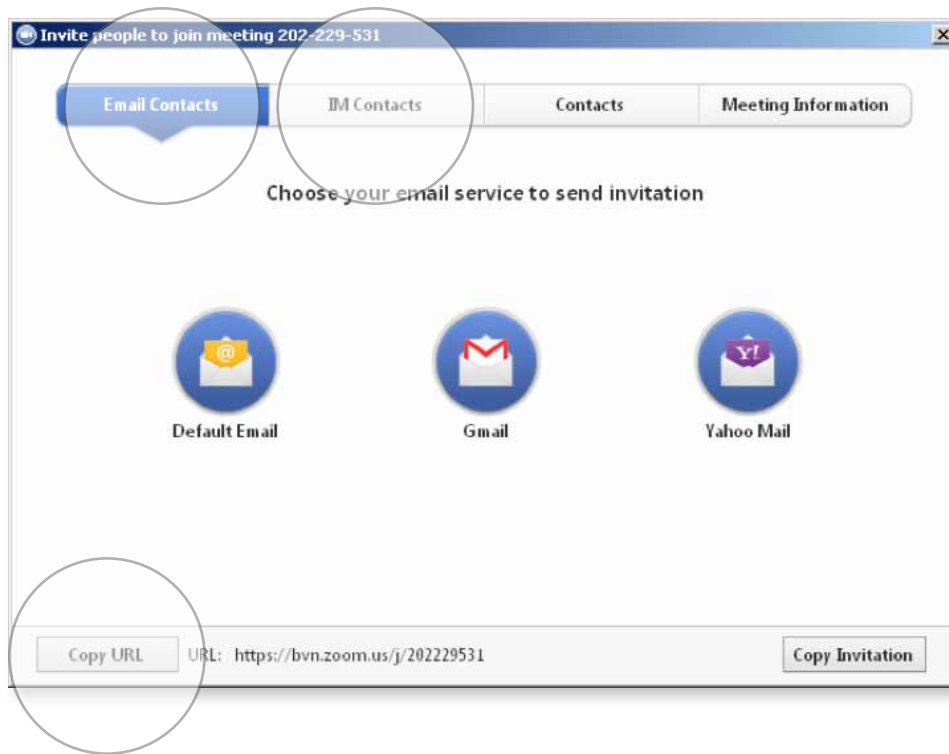 Invite people to join meeting 202-229-531
Email Contacts IM Contacts Contacts Meeting Information
Choose your email service to send invitation
@ Y!
Default Email Gmail Yahoo Mail
Copy URL URL: https://bvn.zoom.us/j/202229531 Copy Invitation